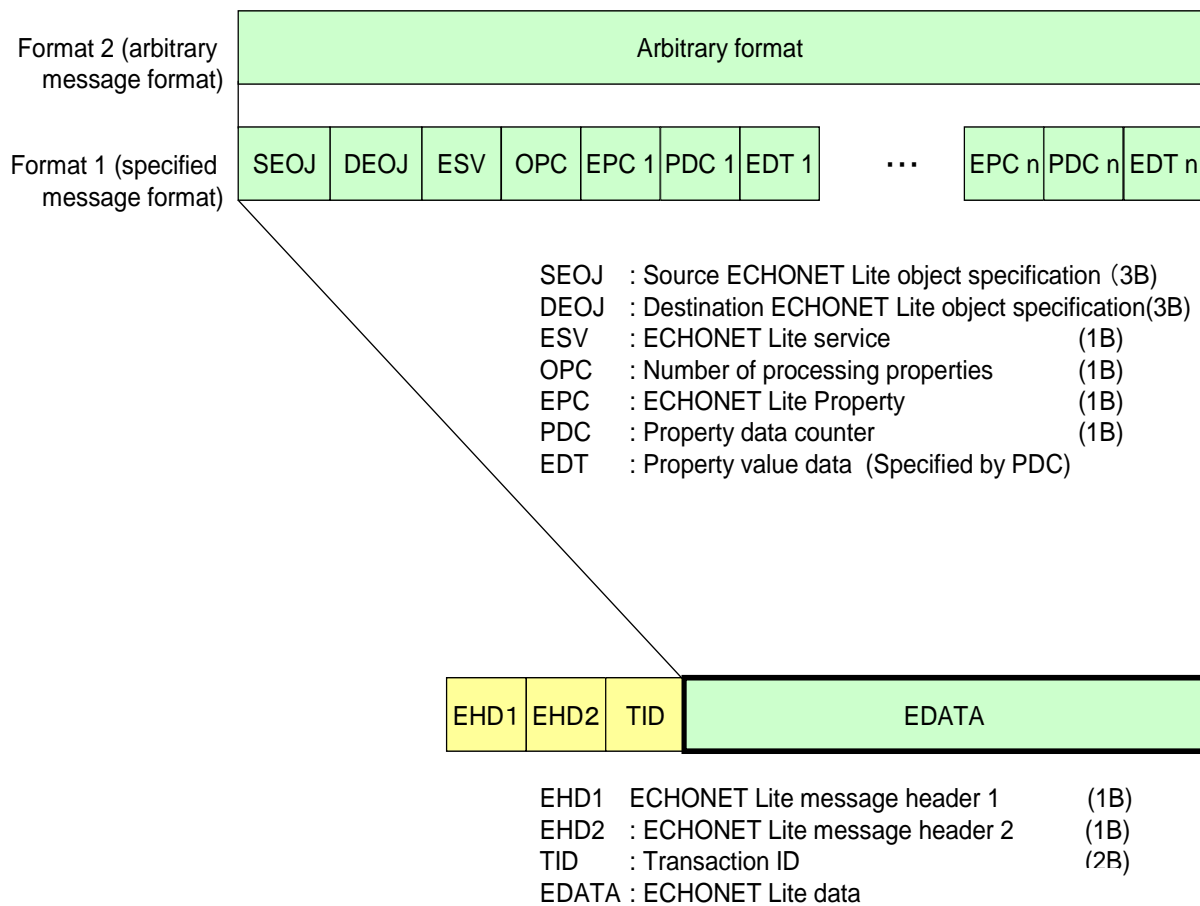 Format 2 (arbitrary
message format)
Arbitrary format
Format 1 (specified
message format)
SEOJ DEOJ ESV OPC EPC 1 PDC 1 EDT 1 ··· EPC n PDC n EDT n
SEOJ : Source ECHONET Lite object specification（3B)
DEOJ : Destination ECHONET Lite object specification(3B)
ESV : ECHONET Lite service (1B)
OPC : Number of processing properties (1B)
EPC : ECHONET Lite Property (1B)
PDC : Property data counter (1B)
EDT : Property value data (Specified by PDC)
EHD1 EHD2 TID EDATA
EHD1 ECHONET Lite message header 1 (1B)
EHD2 : ECHONET Lite message header 2 (1B)
TID : Transaction ID (2B)
EDATA : ECHONET Lite data